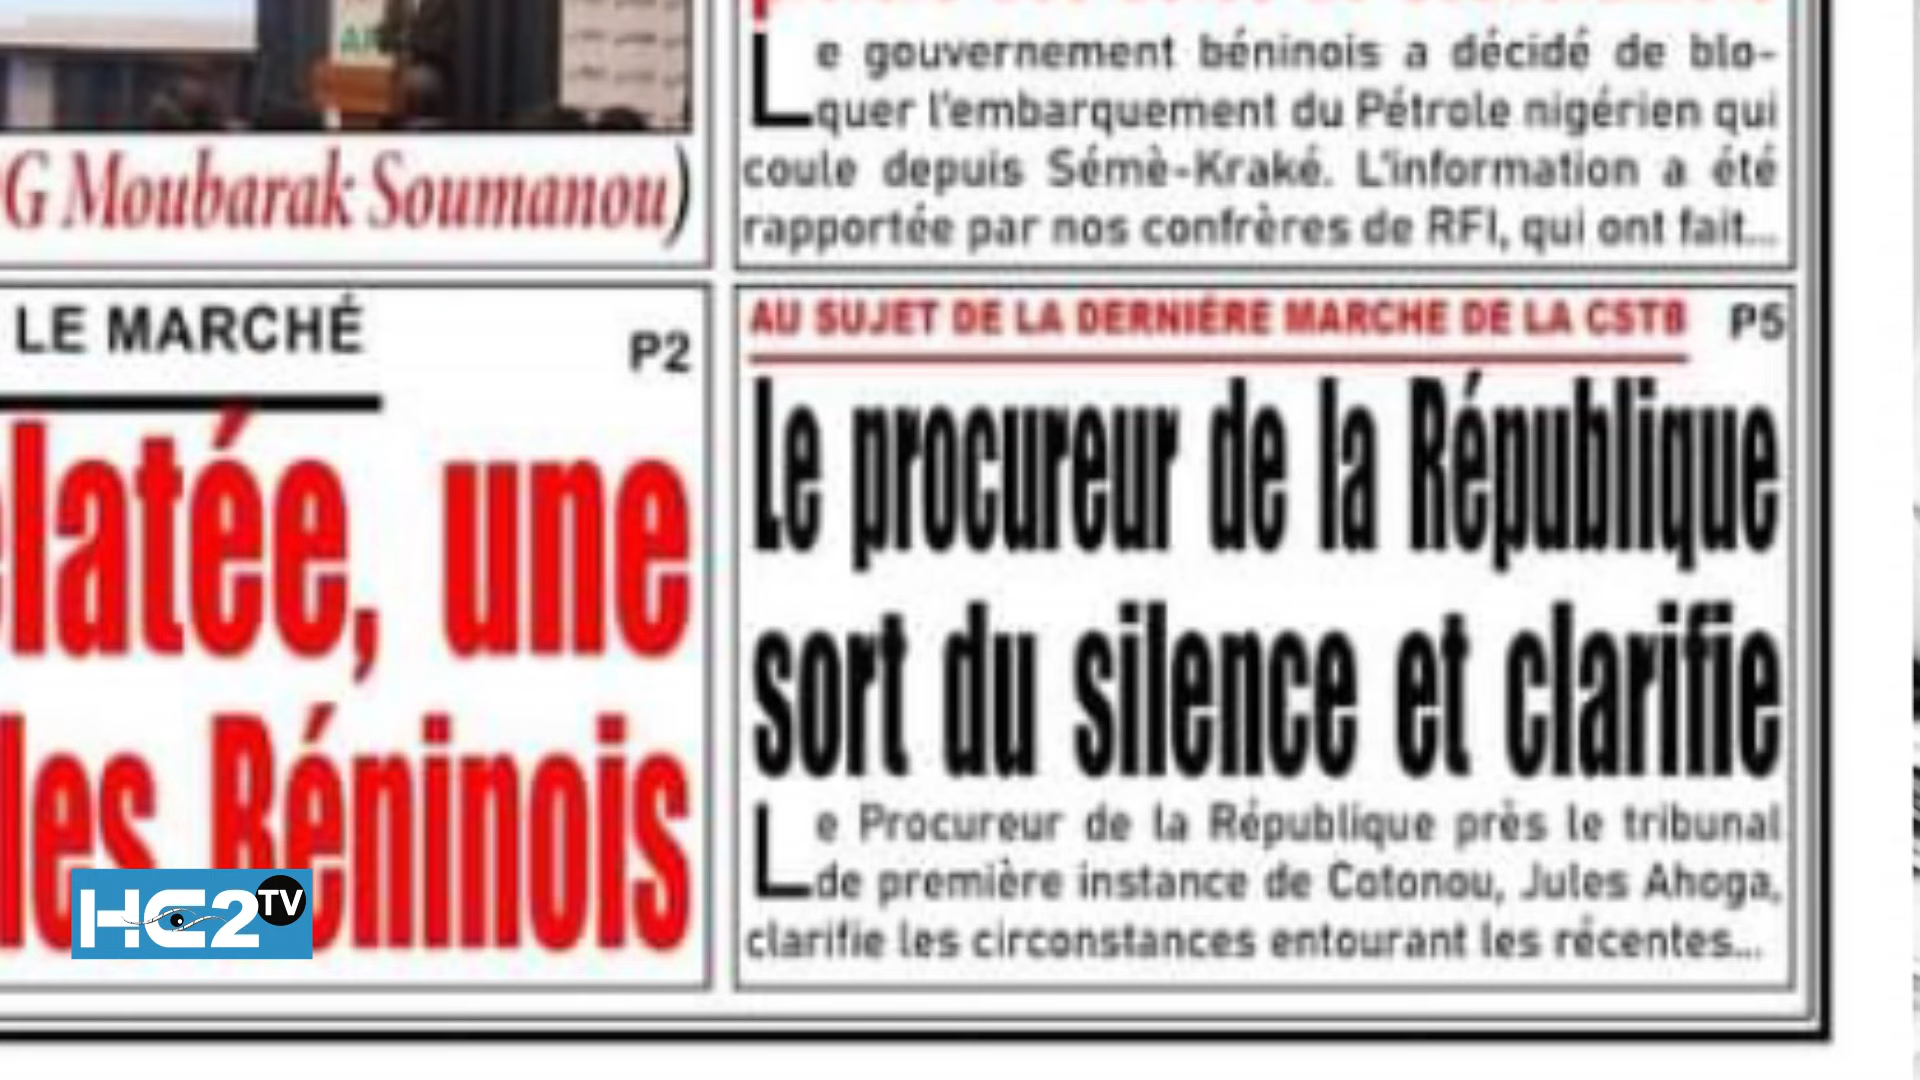 G Moubarak Soumanou)
LE MARCHÉ
P2
latée, une
les Béninois
Le gouvernement béninois a décidé de blo-
quer l'embarquement du Pétrole nigérien qui
coule depuis Sémè-Kraké. L'information a été
rapportée par nos confrères de RFI, qui ont fait...
AU SUJET DE LA DERNIÉRE MARCHE DE LA CSTB
P5
Le procureur de la République
sort du silence et clarifie
Le Procureur de la République près le tribunal
de première instance de Cotonou, Jules Ahoga,
clarifie les circonstances entourant les récentes...
HC2 TV